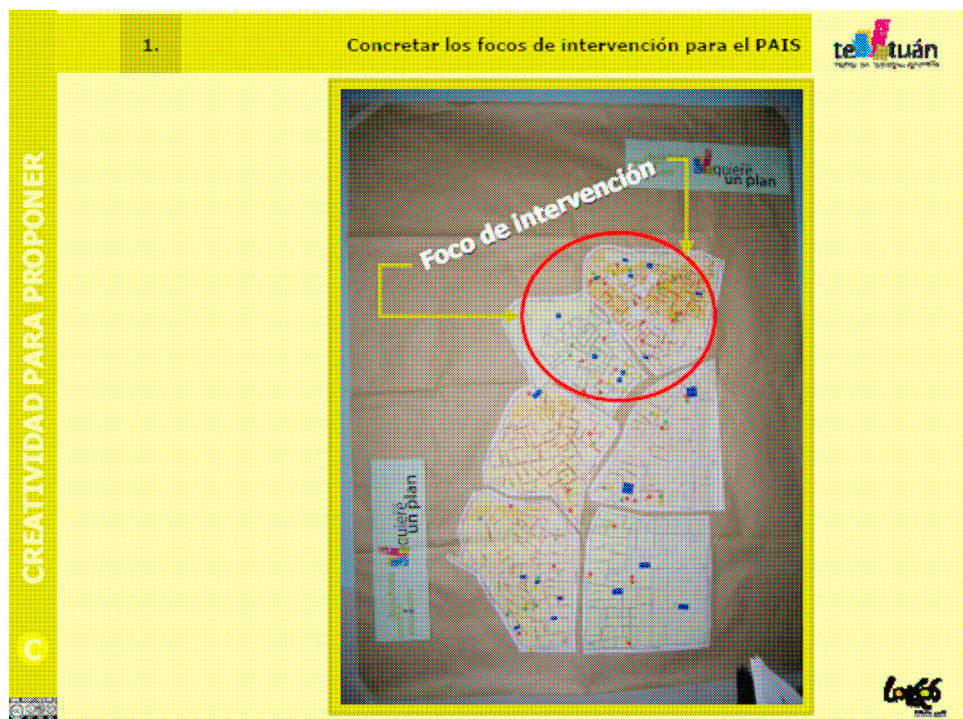 1.
Concretar los focos de intervención para el PAIS
tetuán
CREATIVIDAD PARA PROPONER
C
Foco de intervención
quiere
un plan
quiere
un plan